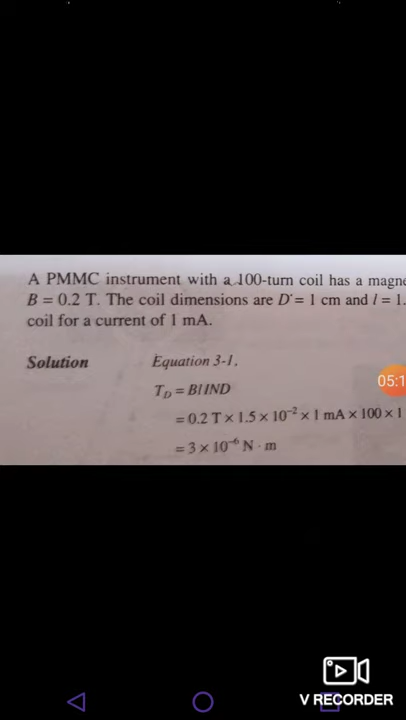 A PMMC instrument with a 100-turn coil has a magne
B = 0.2 T. The coil dimensions are D = 1 cm and l = 1.
coil for a current of 1 mA.
Solution Equation 3-1,
T_D = BlIND
= 0.2 T × 1.5 × 10⁻² × 1 mA × 100 × 1
= 3 × 10⁻⁶ N · m
05:1
V RECORDER